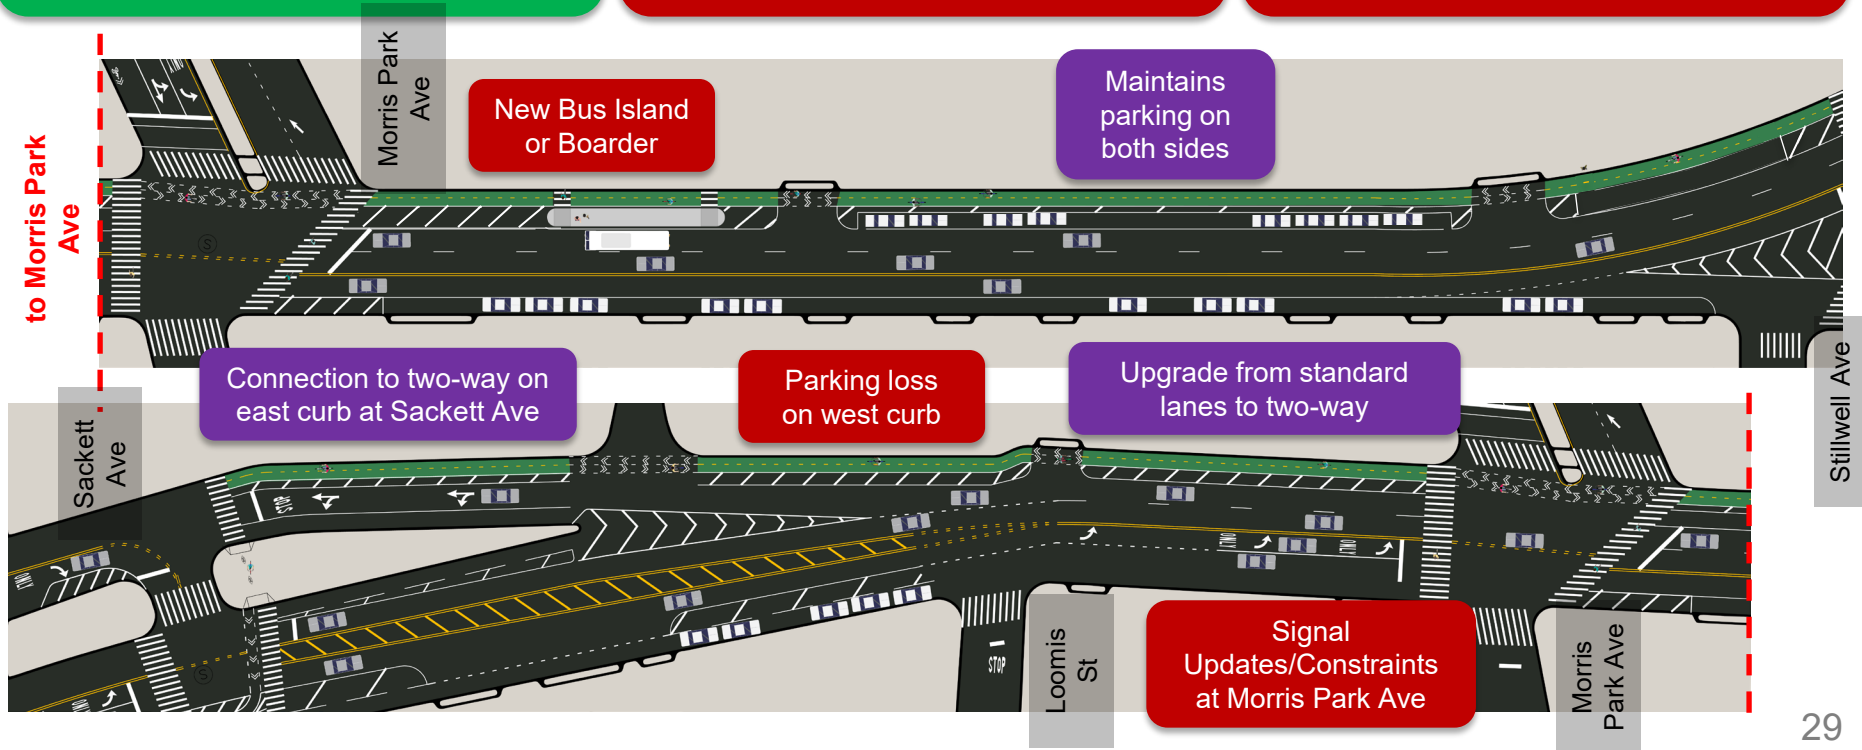 Morris Park
Ave
to Morris Park
Ave
New Bus Island
or Boarder
Maintains
parking on
both sides
S
Connection to two-way on
east curb at Sackett Ave
Parking loss
on west curb
Upgrade from standard
lanes to two-way
Stillwell Ave
Sackett
Ave
ONLY
ONLY
ONLY
S
STOP
Loomis
St
Signal
Updates/Constraints
at Morris Park Ave
Morris
Park Ave
29